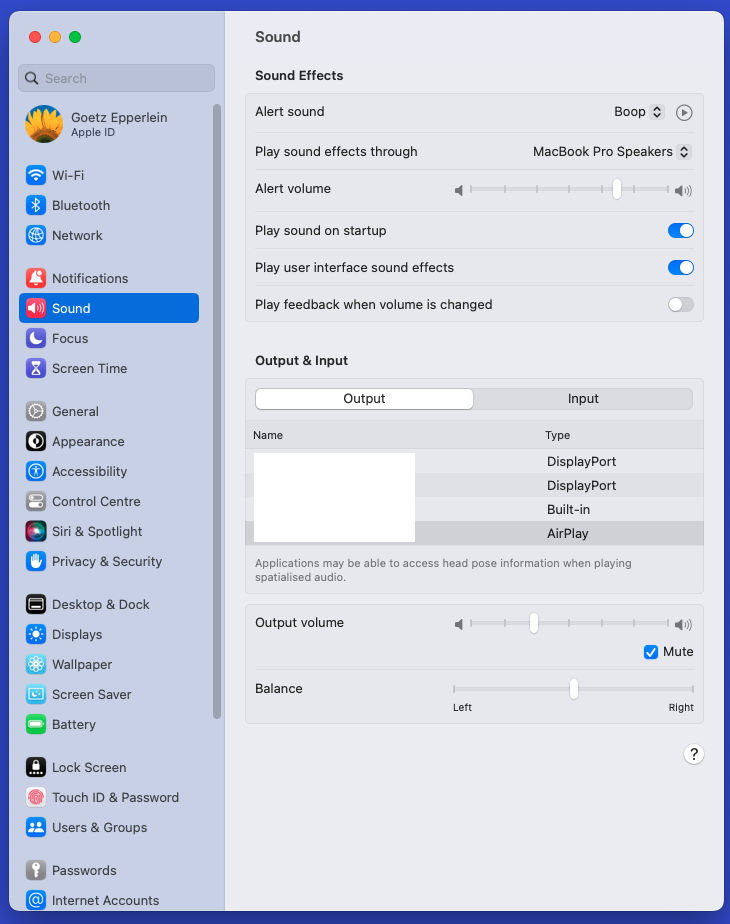 Sound
Search
Goetz Epperlein
Apple ID
Wi-Fi
Bluetooth
Network
Notifications
Sound
Focus
Screen Time
General
Appearance
Accessibility
Control Centre
Siri & Spotlight
Privacy & Security
Desktop & Dock
Displays
Wallpaper
Screen Saver
Battery
Lock Screen
Touch ID & Password
Users & Groups
Passwords
Internet Accounts
Sound Effects
Alert sound Boop
Play sound effects through MacBook Pro Speakers
Alert volume
Play sound on startup
Play user interface sound effects
Play feedback when volume is changed
Output & Input
Output Input
Name Type
DisplayPort
DisplayPort
Built-in
AirPlay
Applications may be able to access head pose information when playing
spatialised audio.
Output volume
Mute
Balance
Left Right
?